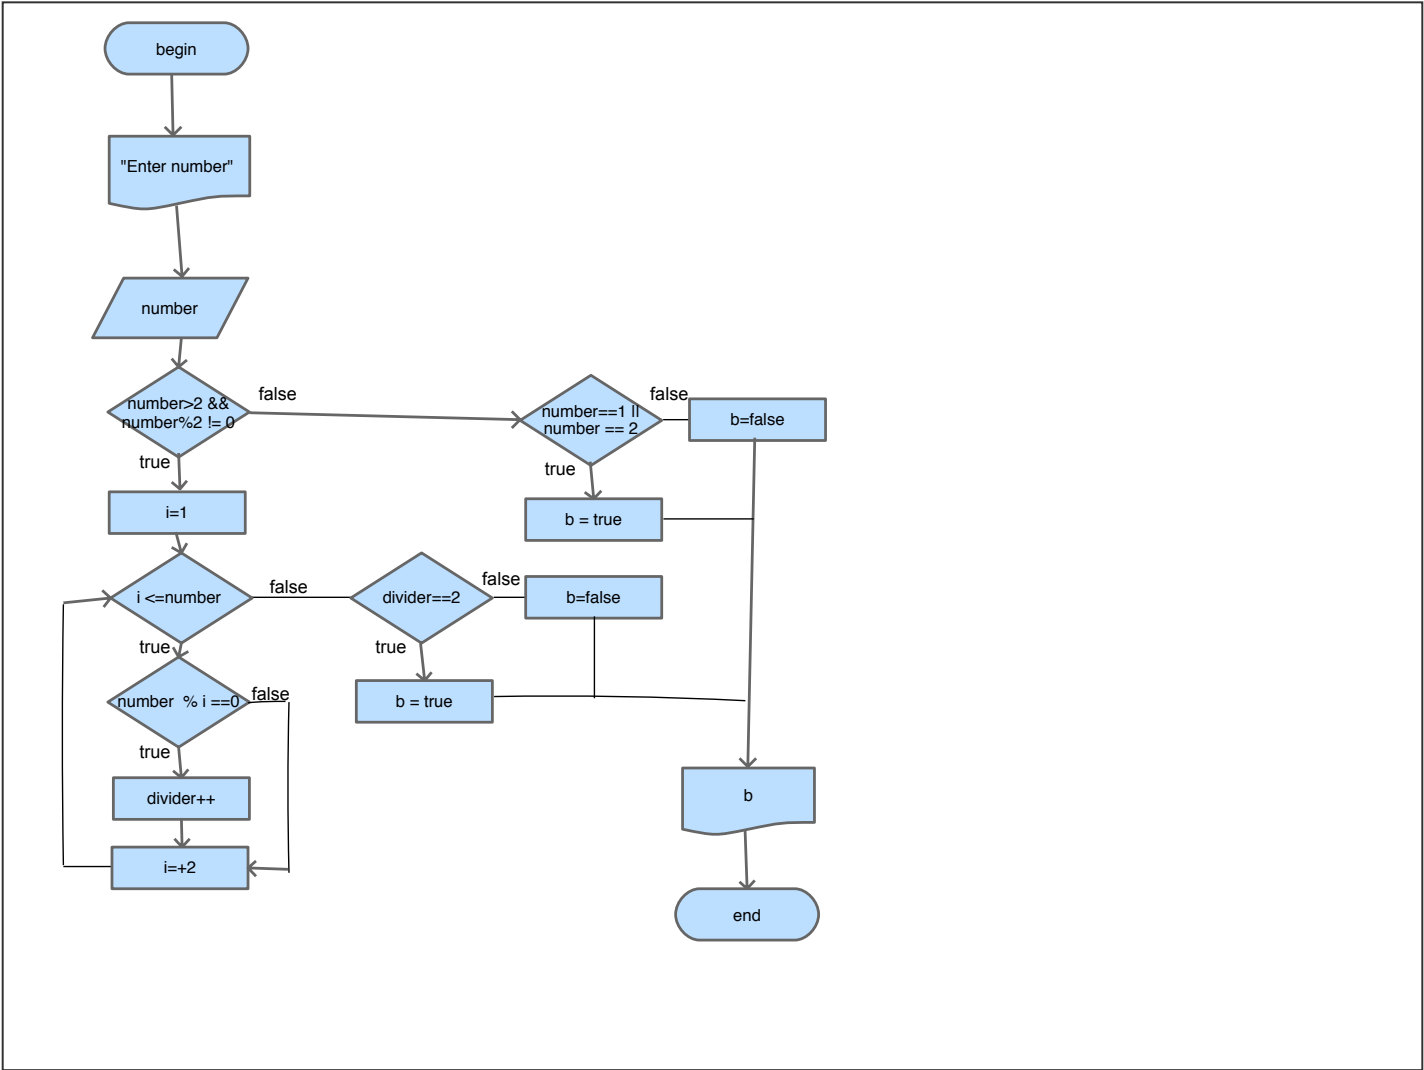 begin
"Enter number"
number
number>2 &&
number%2 != 0
false
true
number==1 ||
number == 2
false
b=false
true
b = true
i=1
i <=number
false
divider==2
false
b=false
true
true
b = true
number % i ==0
false
true
divider++
i=+2
b
end